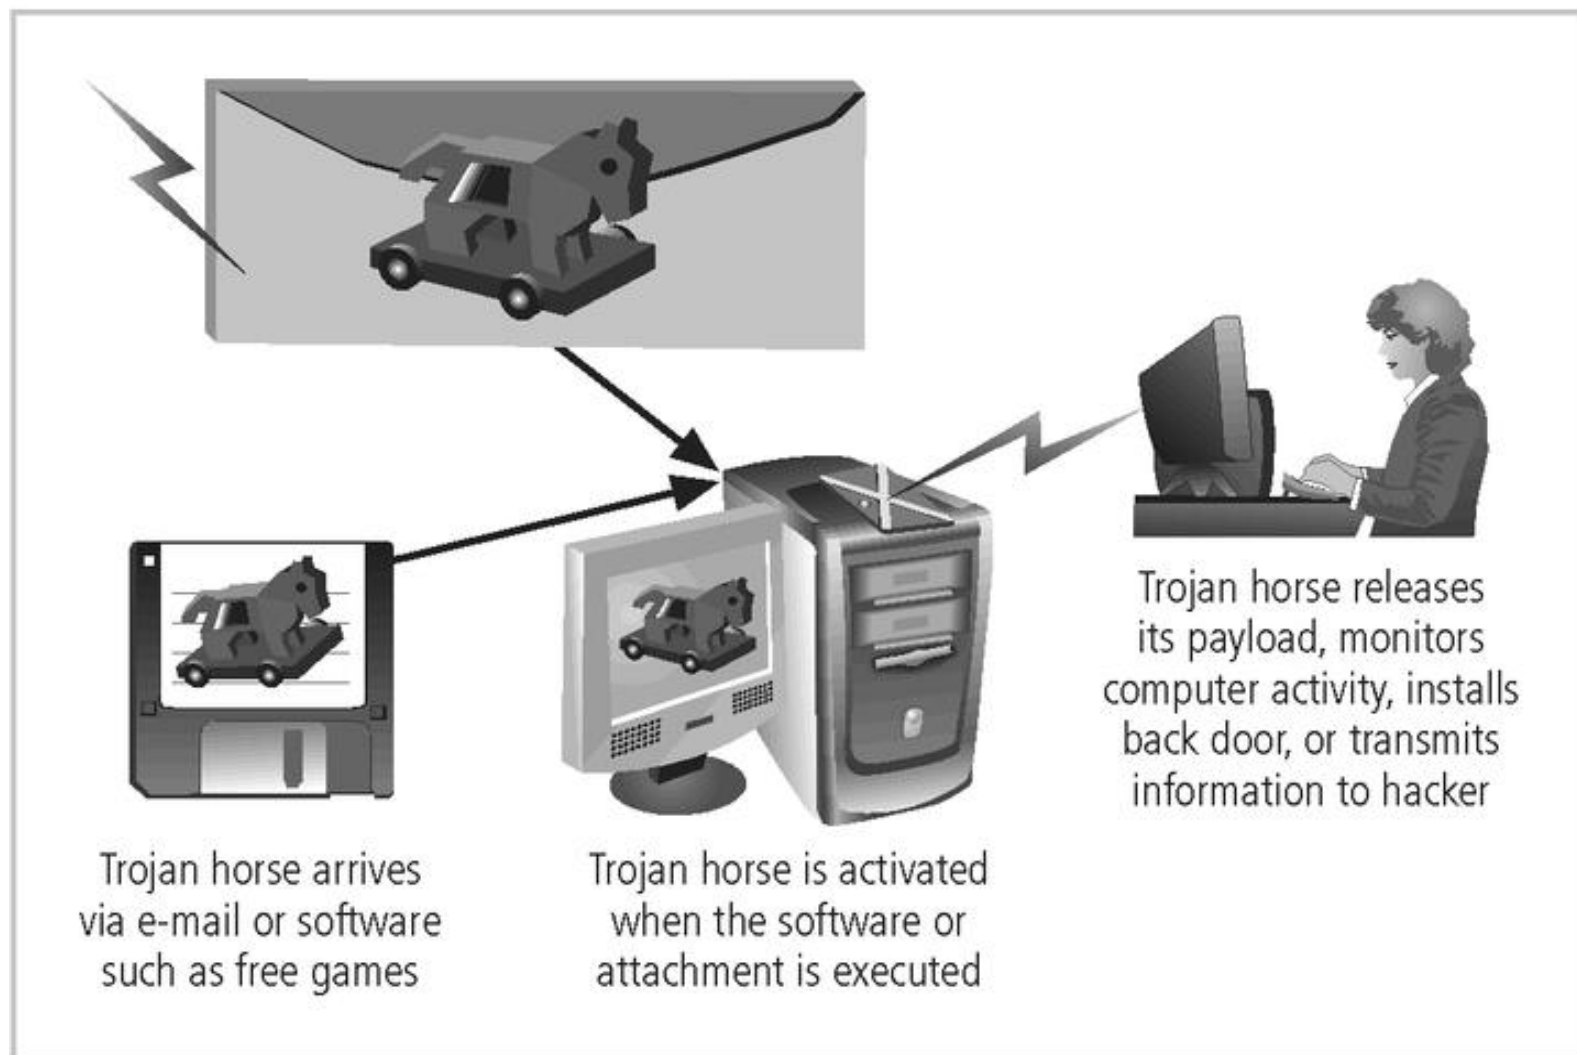 Trojan horse arrives
via e-mail or software
such as free games
Trojan horse is activated
when the software or
attachment is executed
Trojan horse releases
its payload, monitors
computer activity, installs
back door, or transmits
information to hacker